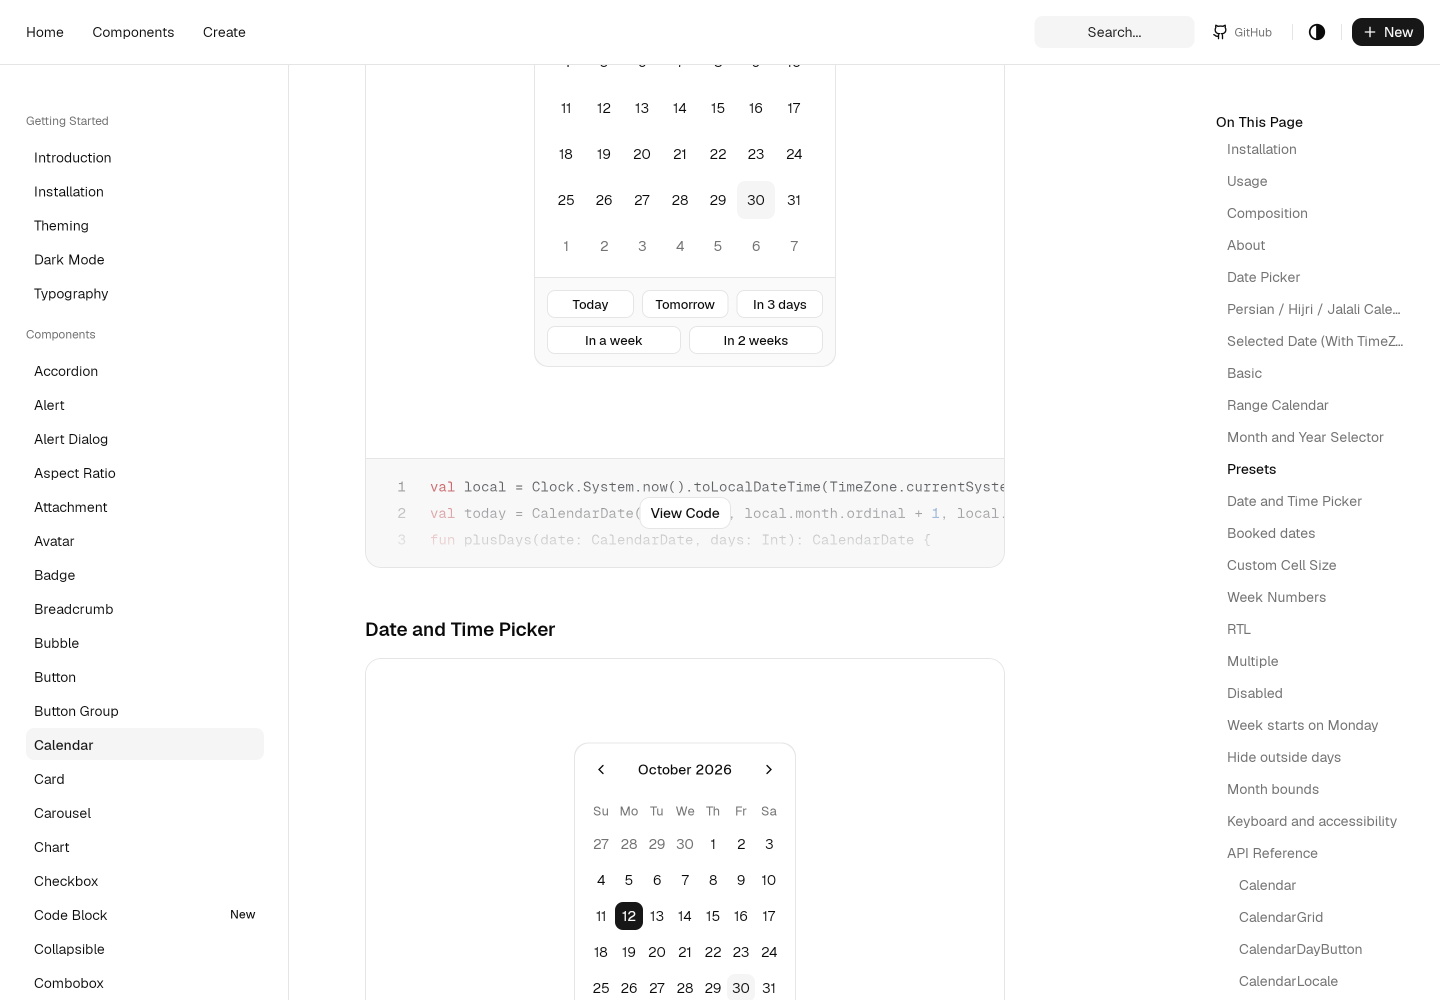 Home Components Create Search... GitHub New
Getting Started
Introduction
Installation
Theming
Dark Mode
Typography
Components
Accordion
Alert
Alert Dialog
Aspect Ratio
Attachment
Avatar
Badge
Breadcrumb
Bubble
Button
Button Group
Calendar
Card
Carousel
Chart
Checkbox
Code Block New
Collapsible
Combobox
11 12 13 14 15 16 17
18 19 20 21 22 23 24
25 26 27 28 29 30 31
1 2 3 4 5 6 7
Today Tomorrow In 3 days
In a week In 2 weeks
1 val local = Clock.System.now().toLocalDateTime(TimeZone.currentSyste
2 val today = CalendarDate( View Code , local.month.ordinal + 1, local.
3 fun plusDays(date: CalendarDate, days: Int): CalendarDate {
Date and Time Picker
October 2026
Su Mo Tu We Th Fr Sa
27 28 29 30 1 2 3
4 5 6 7 8 9 10
11 12 13 14 15 16 17
18 19 20 21 22 23 24
25 26 27 28 29 30 31
On This Page
Installation
Usage
Composition
About
Date Picker
Persian / Hijri / Jalali Cale...
Selected Date (With TimeZ...
Basic
Range Calendar
Month and Year Selector
Presets
Date and Time Picker
Booked dates
Custom Cell Size
Week Numbers
RTL
Multiple
Disabled
Week starts on Monday
Hide outside days
Month bounds
Keyboard and accessibility
API Reference
Calendar
CalendarGrid
CalendarDayButton
CalendarLocale